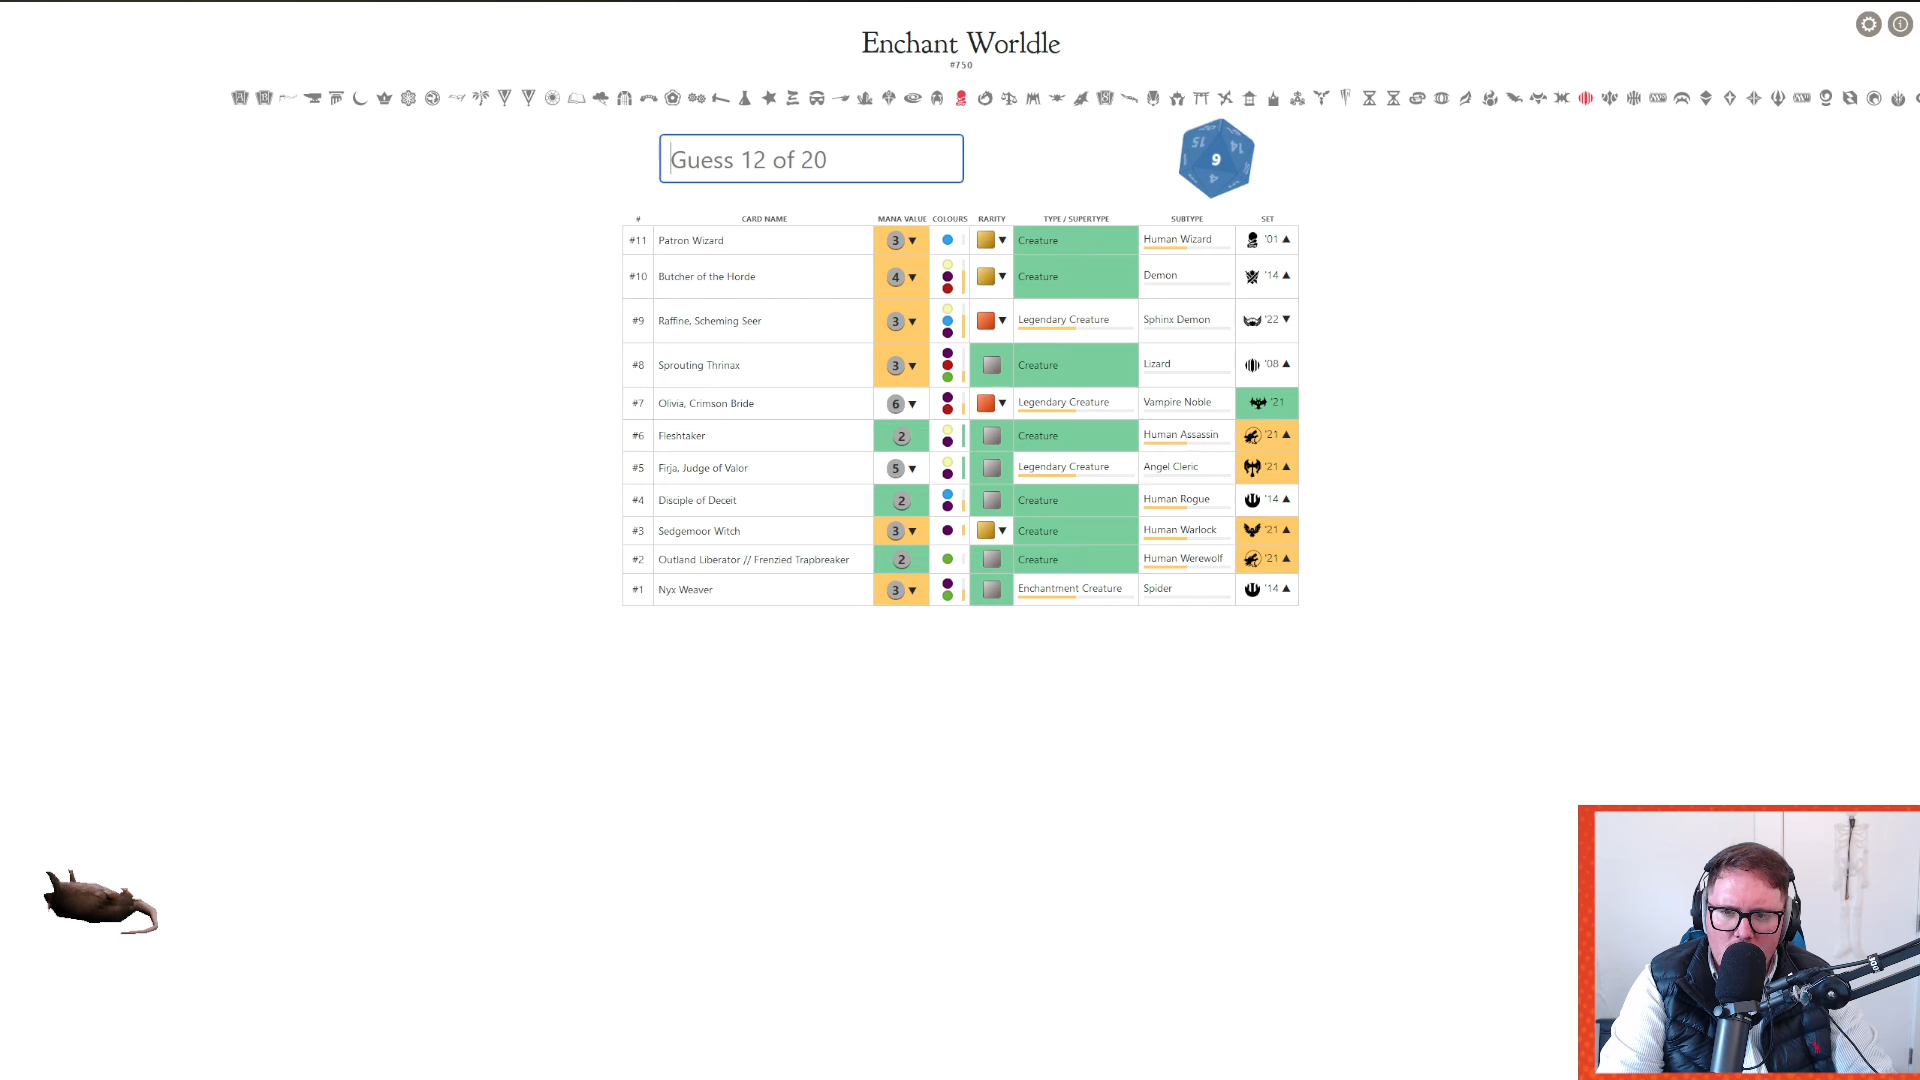 Enchant Worldle
#750
Guess 12 of 20
9
# CARD NAME MANA VALUE COLOURS RARITY TYPE / SUPERTYPE SUBTYPE SET
#11 Patron Wizard 3 ▼ ▼ Creature Human Wizard '01 ▲
#10 Butcher of the Horde 4 ▼ ▼ Creature Demon '14 ▲
#9 Raffine, Scheming Seer 3 ▼ ▼ Legendary Creature Sphinx Demon '22 ▼
#8 Sprouting Thrinax 3 ▼ Creature Lizard '08 ▲
#7 Olivia, Crimson Bride 6 ▼ ▼ Legendary Creature Vampire Noble '21
#6 Fleshtaker 2 Creature Human Assassin '21 ▲
#5 Firja, Judge of Valor 5 ▼ Legendary Creature Angel Cleric '21 ▲
#4 Disciple of Deceit 2 Creature Human Rogue '14 ▲
#3 Sedgemoor Witch 3 ▼ ▼ Creature Human Warlock '21 ▲
#2 Outland Liberator // Frenzied Trapbreaker 2 Creature Human Werewolf '21 ▲
#1 Nyx Weaver 3 ▼ Enchantment Creature Spider '14 ▲